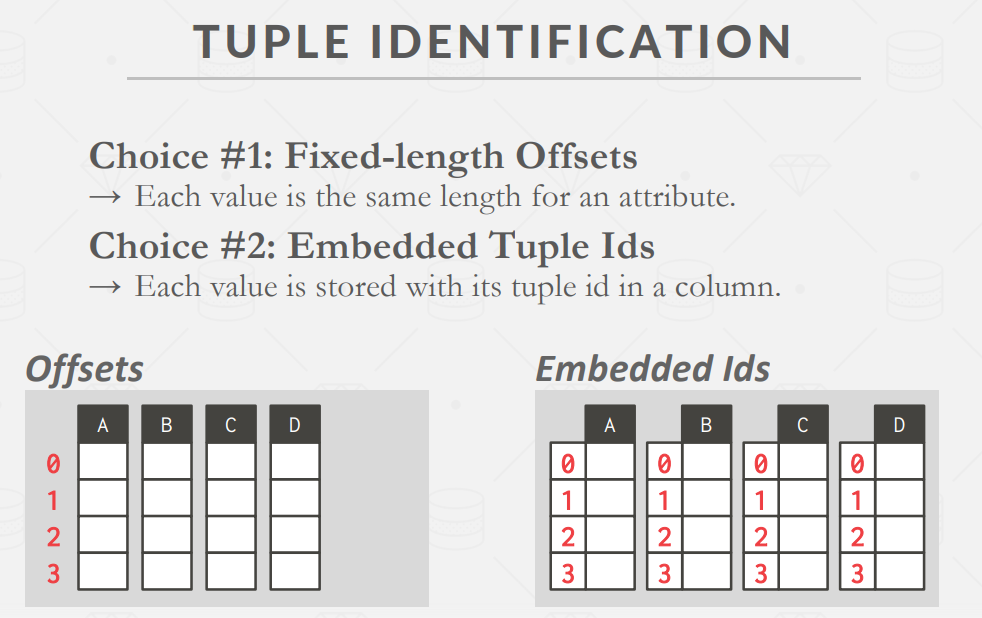 TUPLE IDENTIFICATION
Choice #1: Fixed-length Offsets
→ Each value is the same length for an attribute.
Choice #2: Embedded Tuple Ids
→ Each value is stored with its tuple id in a column.
Offsets
A B C D
0
1
2
3
Embedded Ids
A B C D
0 0 0 0
1 1 1 1
2 2 2 2
3 3 3 3